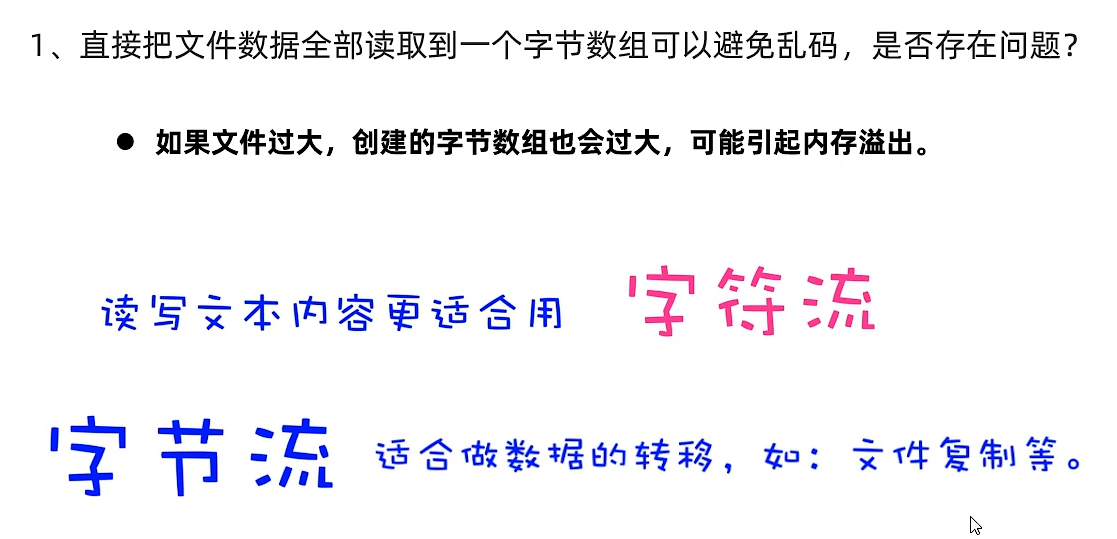 1、直接把文件数据全部读取到一个字节数组可以避免乱码，是否存在问题？
● 如果文件过大，创建的字节数组也会过大，可能引起内存溢出。
读写文本内容更适合用 字符流
字节流 适合做数据的转移，如：文件复制等。